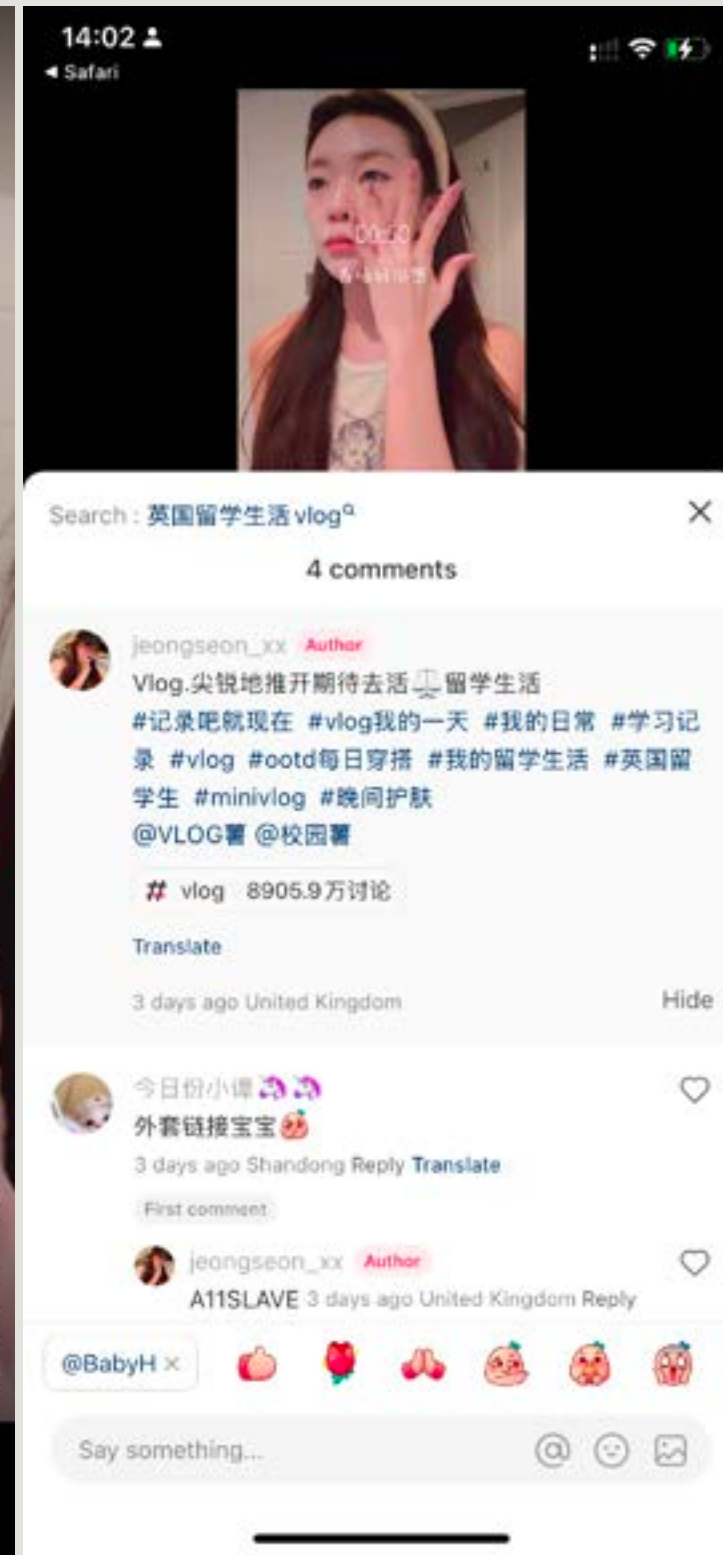 14:02
Safari
00:50
Search : 英国留学生活 vlog
4 comments
jeongseon_xx Author
Vlog.尖锐地推开期待去活 留学生活
#记录吧就现在 #vlog我的一天 #我的日常 #学习记
录 #vlog #ootd每日穿搭 #我的留学生活 #英国留
学生 #minivlog #晚间护肤
@VLOG薯 @校园薯
# vlog 8905.9万讨论
Translate
3 days ago United Kingdom Hide
今日份小谭
外套链接宝宝
3 days ago Shandong Reply Translate
First comment
jeongseon_xx Author
A11SLAVE 3 days ago United Kingdom Reply
@BabyH ×
Say something...